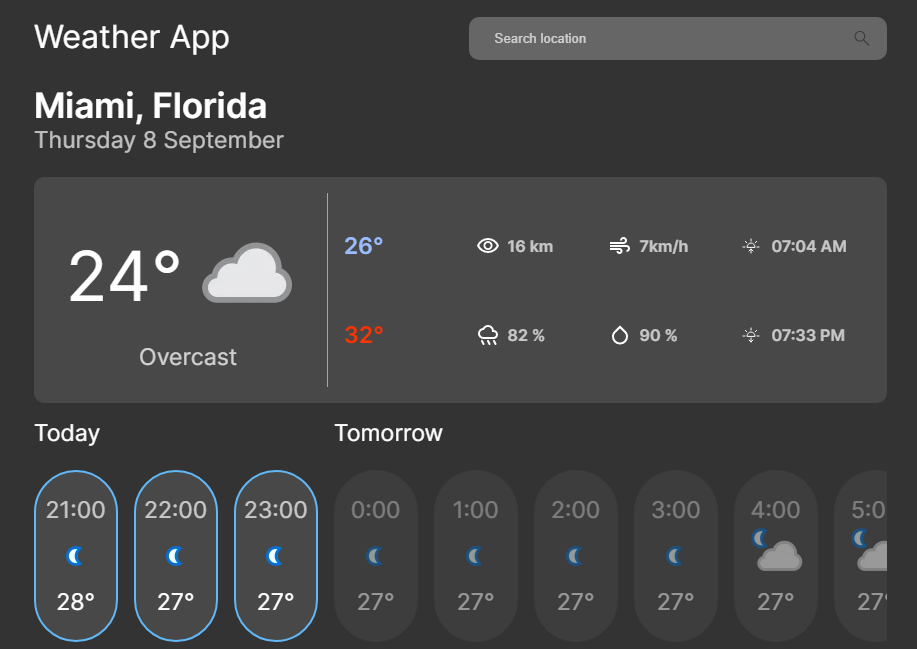 Weather App
Search location
Miami, Florida
Thursday 8 September
24°
Overcast
26° 16 km 7km/h 07:04 AM
32° 82 % 90 % 07:33 PM
Today Tomorrow
21:00 22:00 23:00 0:00 1:00 2:00 3:00 4:00 5:0
28° 27° 27° 27° 27° 27° 27° 27° 27°